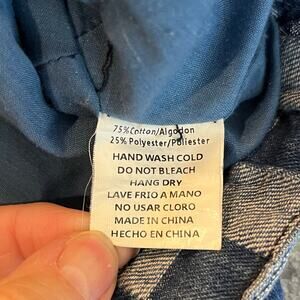 75%Cotton/Algodon
25% Polyester/Poliester
HAND WASH COLD
DO NOT BLEACH
HANG DRY
LAVE FRIO A MANO
NO USAR CLORO
MADE IN CHINA
HECHO EN CHINA